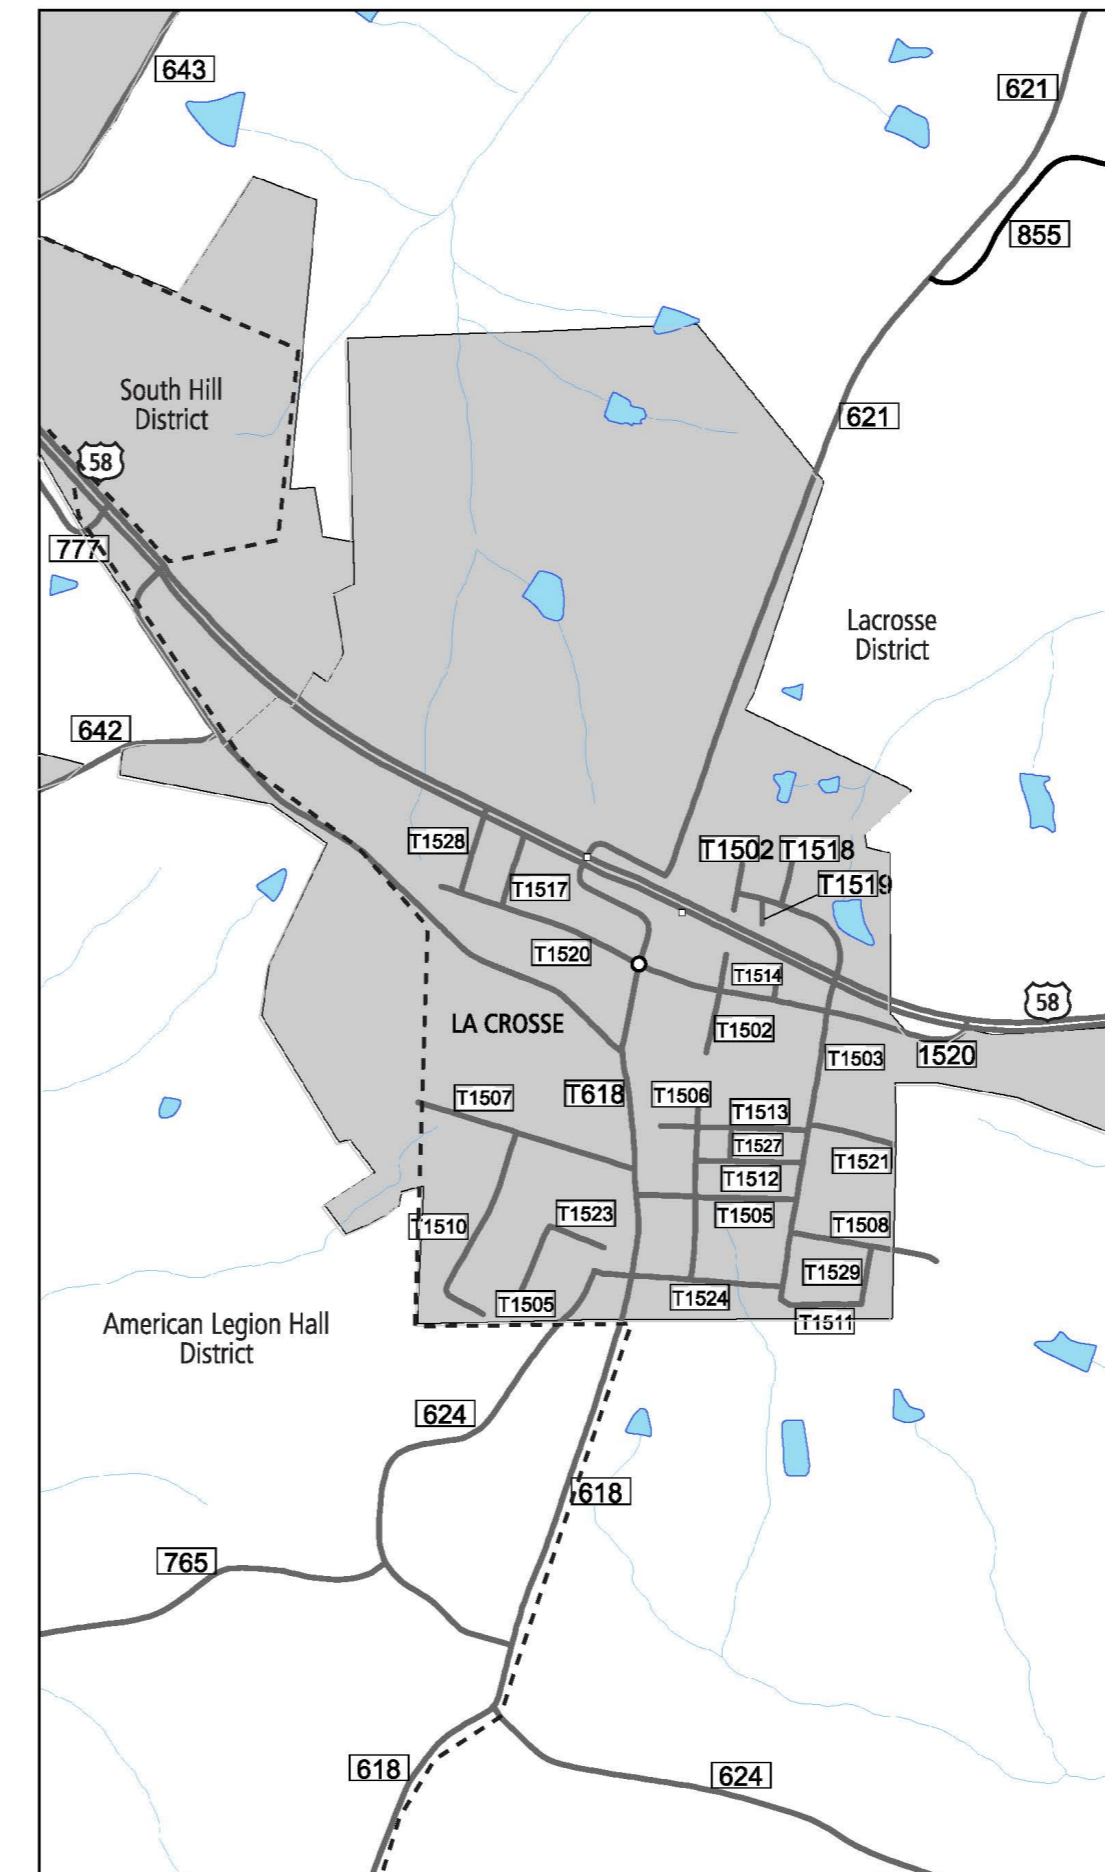 643
621
855
South Hill
District
621
58
777
Lacrosse
District
642
T1528
T1502
T1518
T1517
T1519
T1520
T1514
58
LA CROSSE
T1502
T1503
1520
T1507
T618
T1506
T1513
T1527
T1521
T1512
T1510
T1523
T1505
T1508
T1529
T1505
T1524
T1511
American Legion Hall
District
624
618
765
618
624